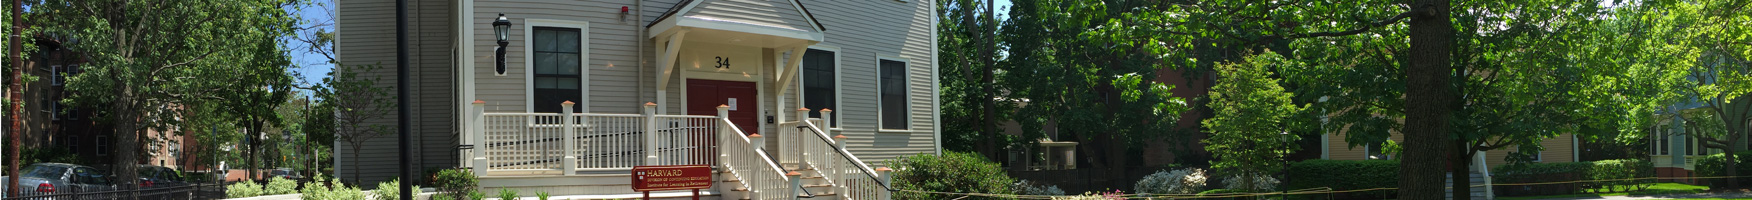 34
HARVARD
DIVISION OF CONTINUING EDUCATION
Institute for Learning in Retirement